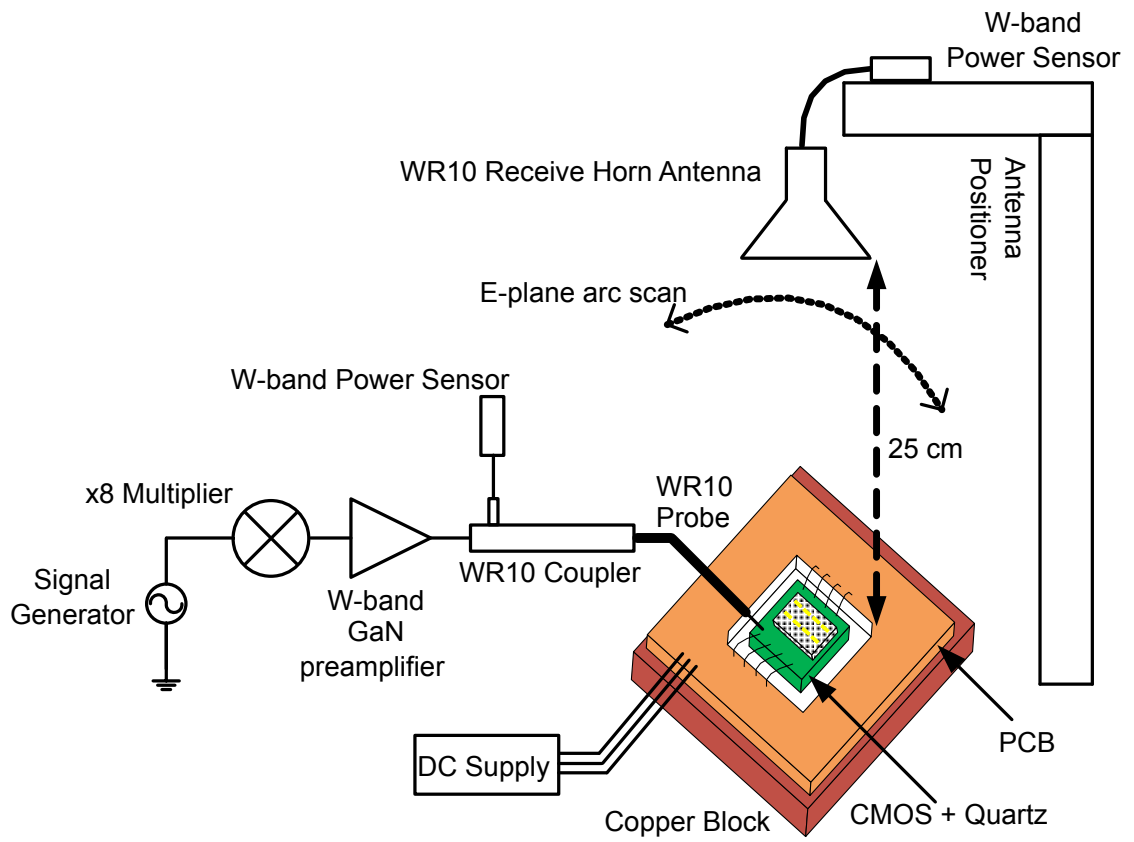 W-band
Power Sensor
WR10 Receive Horn Antenna
Antenna
Positioner
E-plane arc scan
W-band Power Sensor
25 cm
x8 Multiplier
WR10
Probe
Signal
Generator
WR10 Coupler
W-band
GaN
preamplifier
PCB
DC Supply
Copper Block
CMOS + Quartz